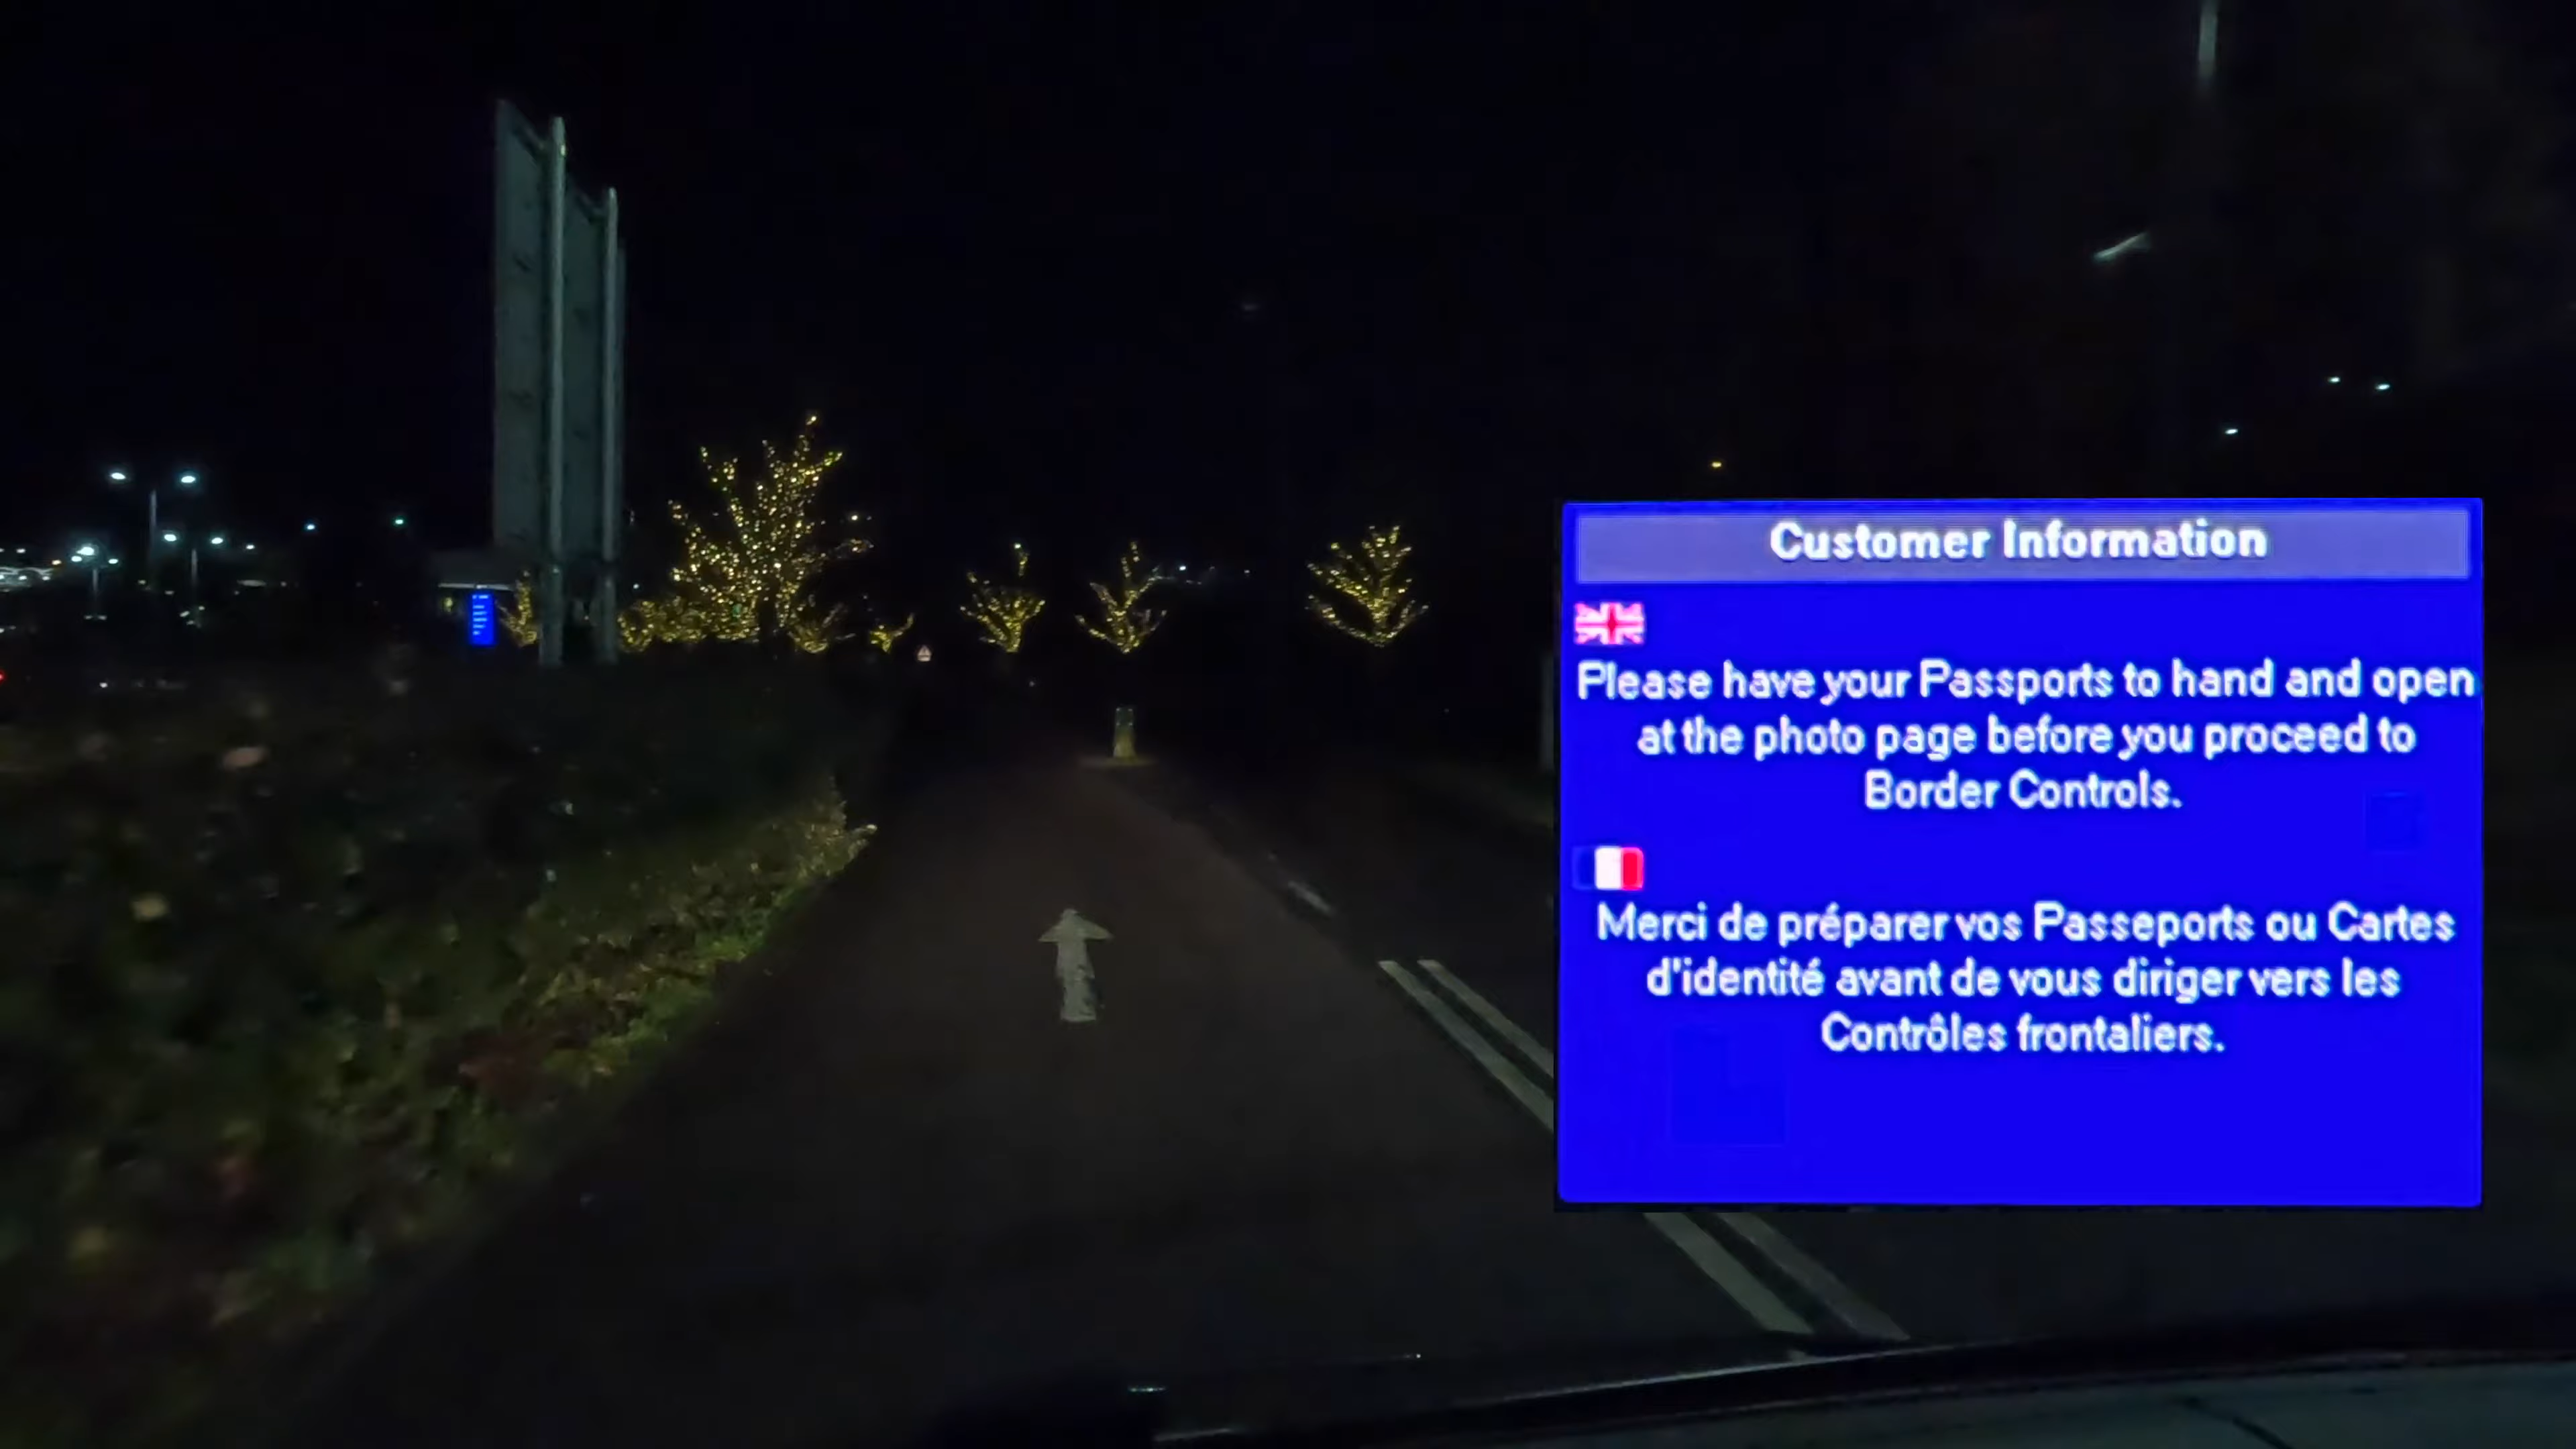 Customer Information
Please have your Passports to hand and open
at the photo page before you proceed to
Border Controls.
Merci de préparer vos Passeports ou Cartes
d'identité avant de vous diriger vers les
Contrôles frontaliers.